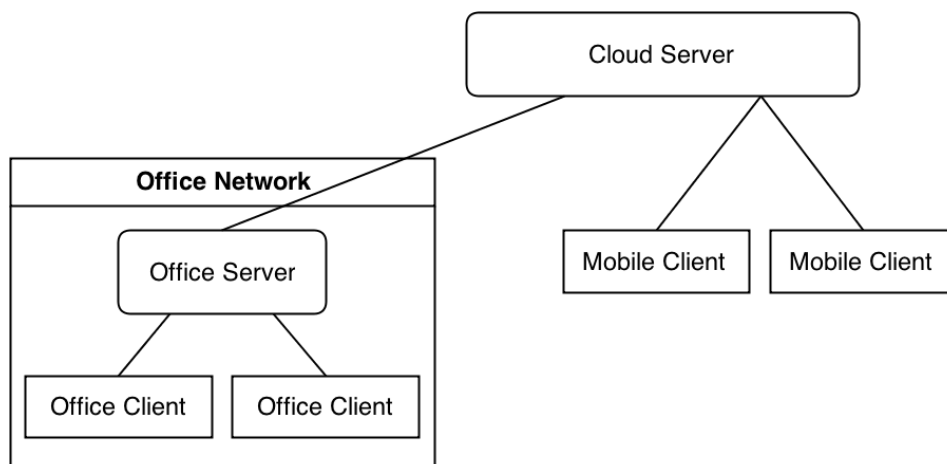 Cloud Server
Office Network
Office Server
Mobile Client
Mobile Client
Office Client
Office Client